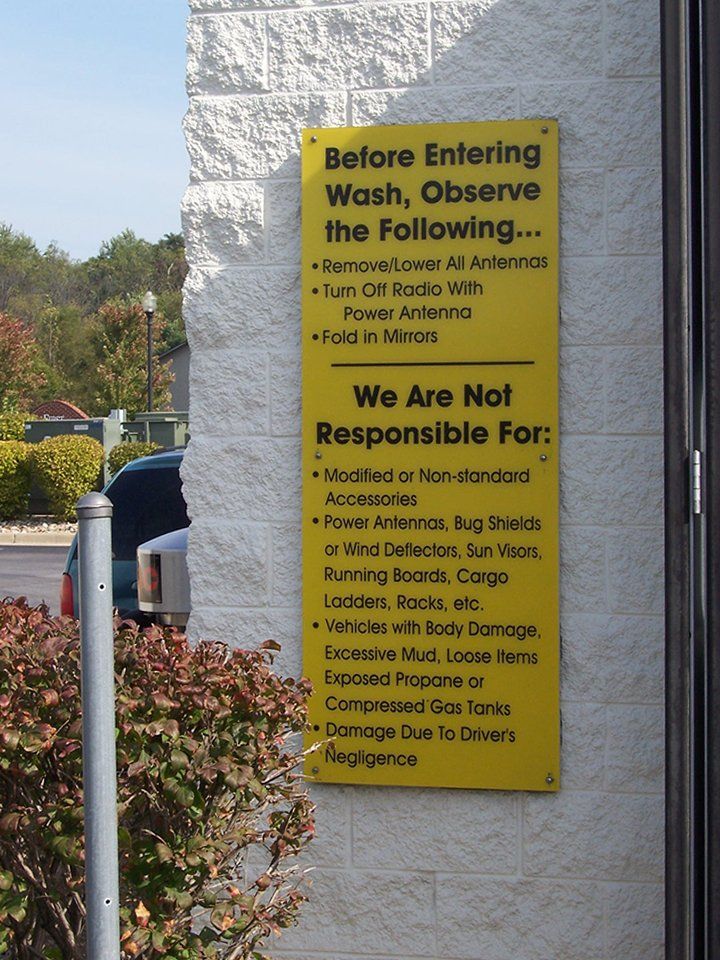 Before Entering
Wash, Observe
the Following...
• Remove/Lower All Antennas
• Turn Off Radio With
Power Antenna
• Fold in Mirrors
We Are Not
Responsible For:
• Modified or Non-standard
Accessories
• Power Antennas, Bug Shields
or Wind Deflectors, Sun Visors,
Running Boards, Cargo
Ladders, Racks, etc.
• Vehicles with Body Damage,
Excessive Mud, Loose Items
Exposed Propane or
Compressed Gas Tanks
• Damage Due To Driver's
Negligence